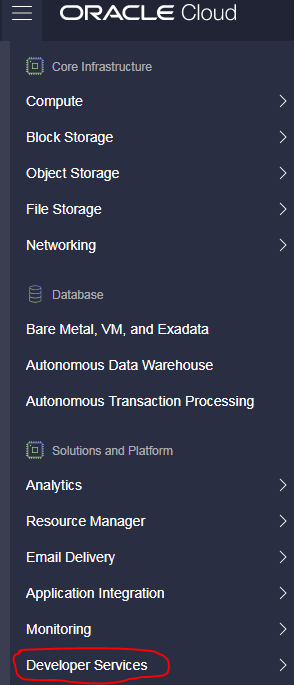 ORACLE Cloud
Core Infrastructure
Compute
Block Storage
Object Storage
File Storage
Networking
Database
Bare Metal, VM, and Exadata
Autonomous Data Warehouse
Autonomous Transaction Processing
Solutions and Platform
Analytics
Resource Manager
Email Delivery
Application Integration
Monitoring
Developer Services